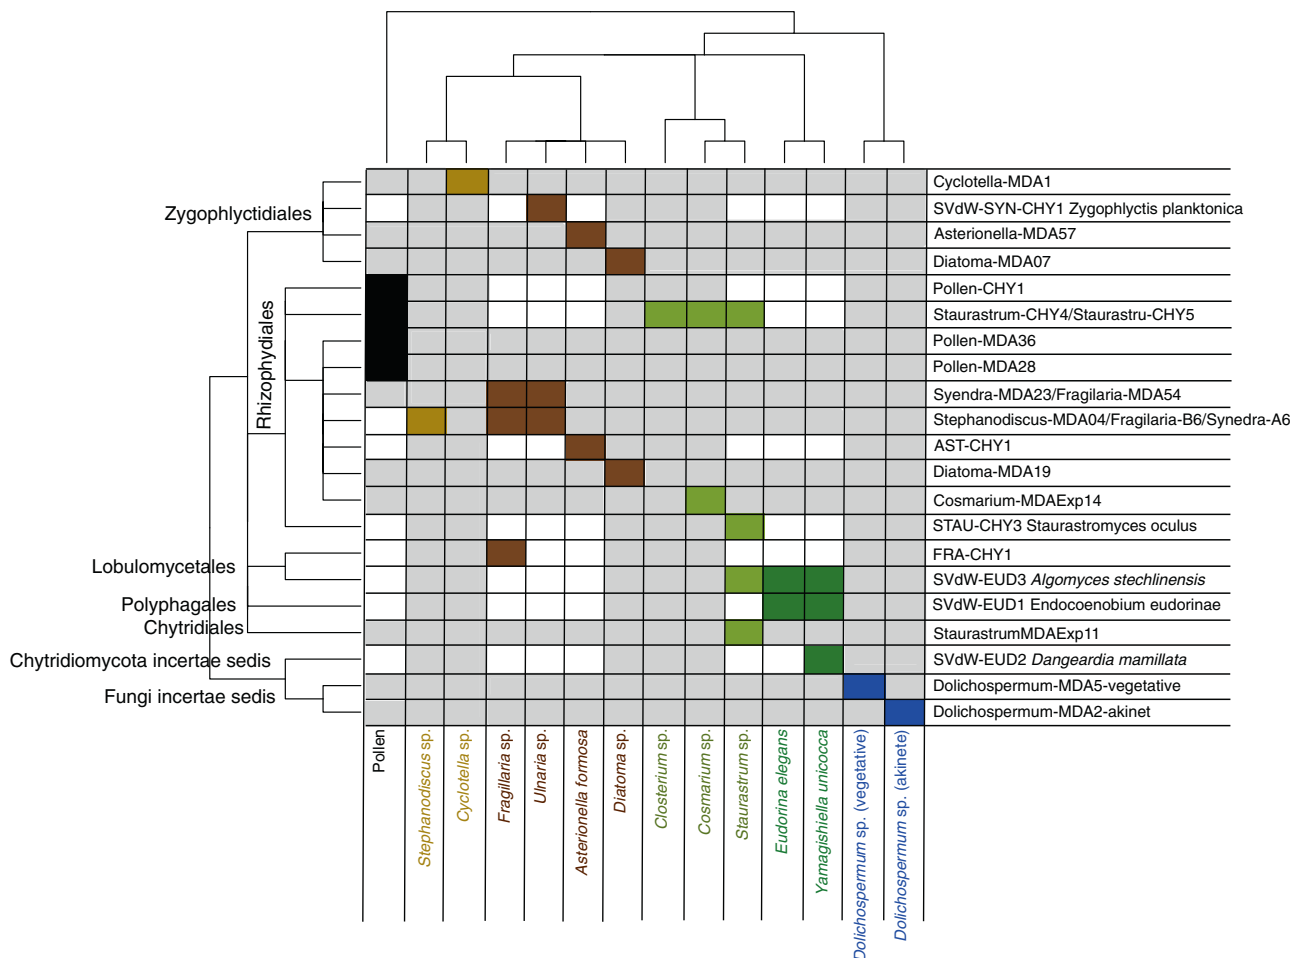 Zygophlyctidiales
Rhizophydiales
Lobulomycetales
Polyphagales
Chytridiales
Chytridiomycota incertae sedis
Fungi incertae sedis
Cyclotella-MDA1
SVdW-SYN-CHY1 Zygophlyctis planktonica
Asterionella-MDA57
Diatoma-MDA07
Pollen-CHY1
Staurastrum-CHY4/Staurastru-CHY5
Pollen-MDA36
Pollen-MDA28
Syendra-MDA23/Fragilaria-MDA54
Stephanodiscus-MDA04/Fragilaria-B6/Synedra-A6
AST-CHY1
Diatoma-MDA19
Cosmarium-MDAExp14
STAU-CHY3 Staurastromyces oculus
FRA-CHY1
SVdW-EUD3 Algomyces stechlinensis
SVdW-EUD1 Endocoenobium eudorinae
StaurastrumMDAExp11
SVdW-EUD2 Dangeardia mamillata
Dolichospermum-MDA5-vegetative
Dolichospermum-MDA2-akinet
Pollen
Stephanodiscus sp.
Cyclotella sp.
Fragillaria sp.
Ulnaria sp.
Asterionella formosa
Diatoma sp.
Closterium sp.
Cosmarium sp.
Staurastrum sp.
Eudorina elegans
Yamagishiella unicocca
Dolichospermum sp. (vegetative)
Dolichospermum sp. (akinete)